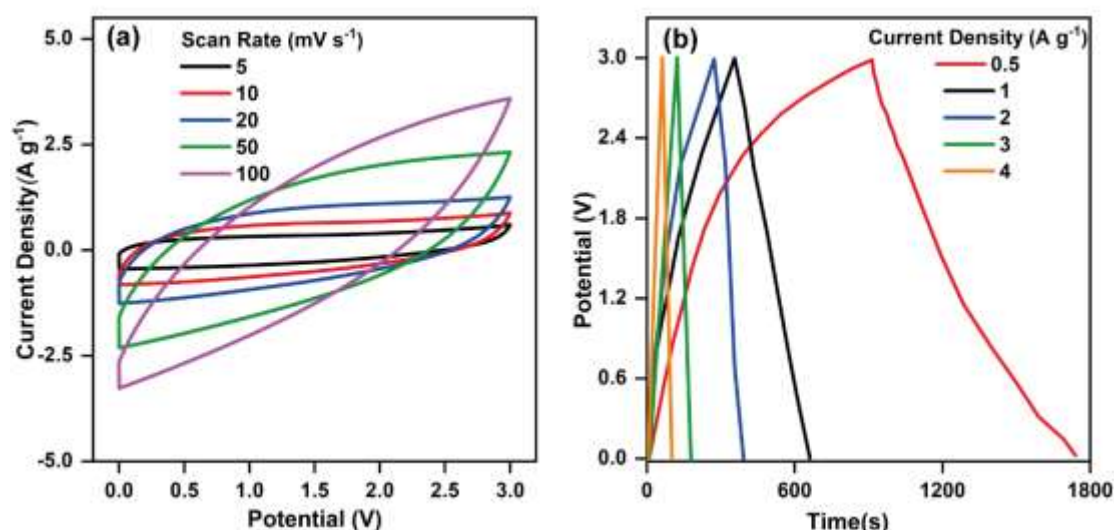 (a)
Scan Rate (mV s⁻¹)
5
10
20
50
100
Current Density(A g⁻¹)
5.0
2.5
0.0
-2.5
-5.0
0.0 0.5 1.0 1.5 2.0 2.5 3.0
Potential (V)
(b)
Current Density (A g⁻¹)
0.5
1
2
3
4
Potential (V)
3.0
2.4
1.8
1.2
0.6
0.0
0 600 1200 1800
Time(s)